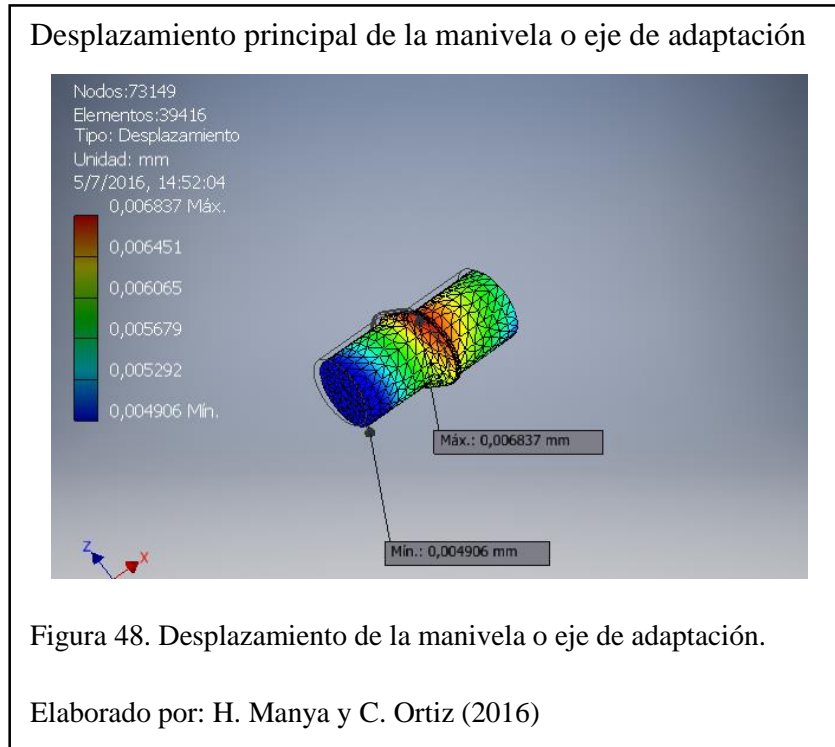 Desplazamiento principal de la manivela o eje de adaptación
Nodos:73149
Elementos:39416
Tipo: Desplazamiento
Unidad: mm
5/7/2016, 14:52:04
0,006837 Máx.
0,006451
0,006065
0,005679
0,005292
0,004906 Mín.
Máx.: 0,006837 mm
Mín.: 0,004906 mm
Z
X
Figura 48. Desplazamiento de la manivela o eje de adaptación.
Elaborado por: H. Manya y C. Ortiz (2016)